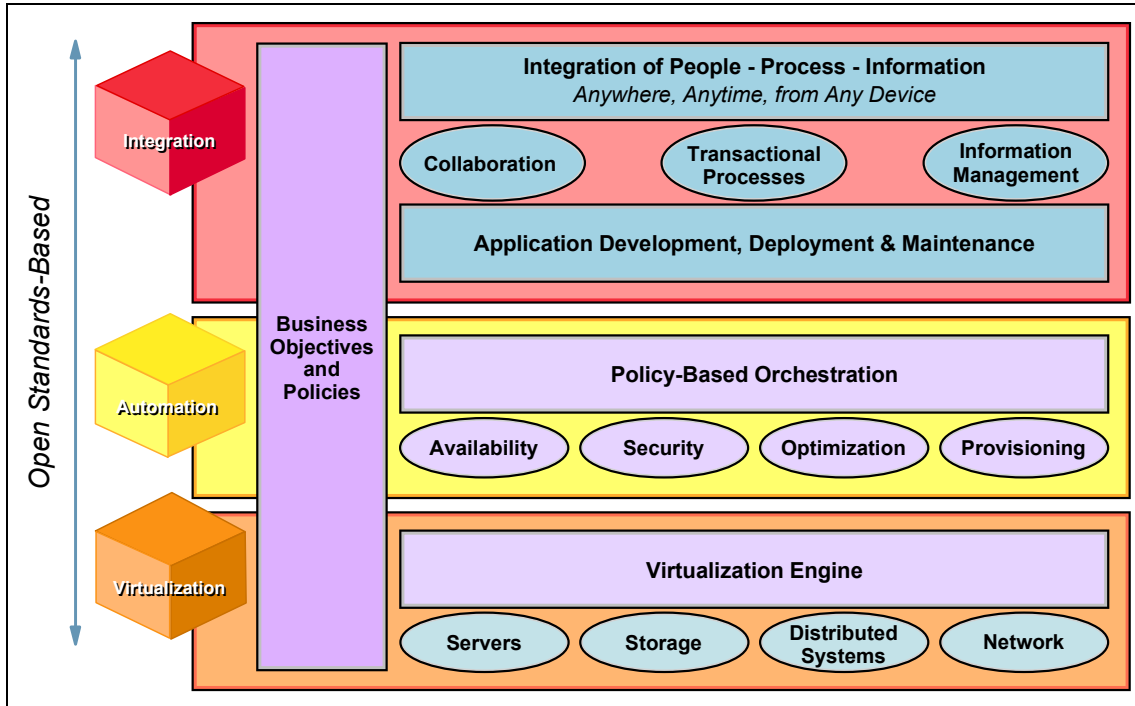 Open Standards-Based
Integration
Automation
Virtualization
Business
Objectives
and
Policies
Integration of People - Process - Information
Anywhere, Anytime, from Any Device
Collaboration
Transactional
Processes
Information
Management
Application Development, Deployment & Maintenance
Policy-Based Orchestration
Availability
Security
Optimization
Provisioning
Virtualization Engine
Servers
Storage
Distributed
Systems
Network